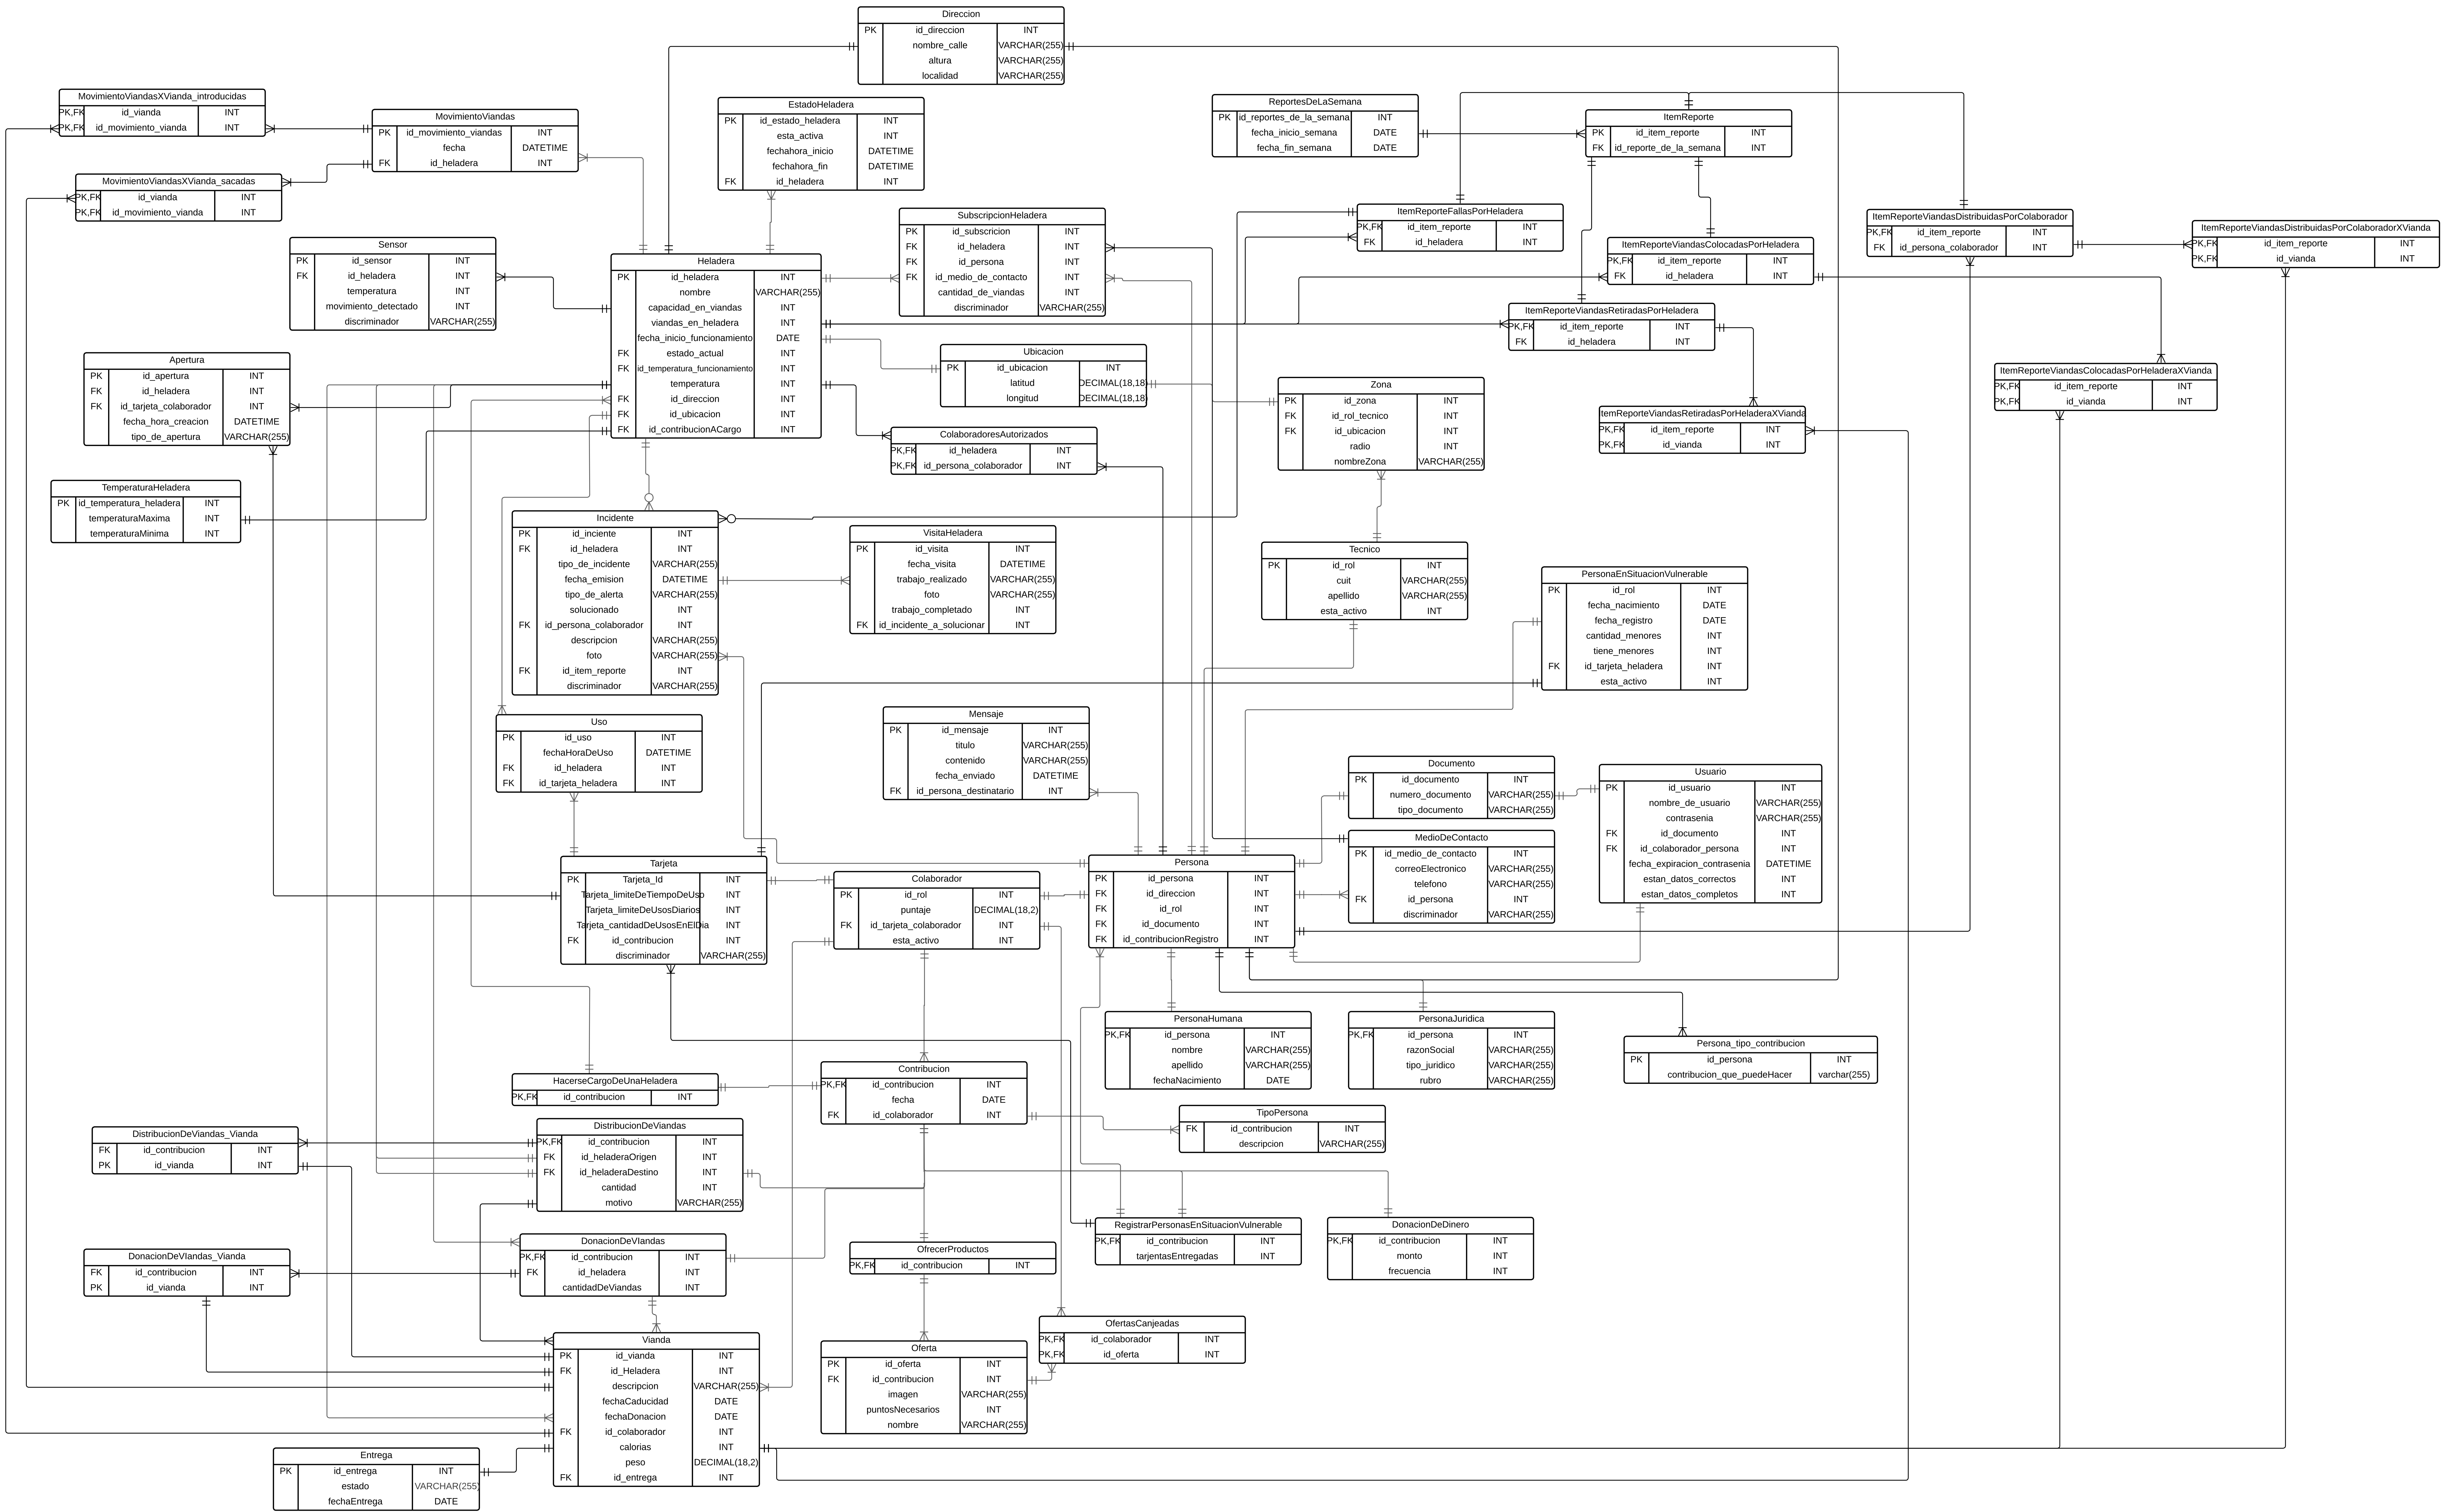 Direccion
PK id_direccion INT
nombre_calle VARCHAR(255)
altura VARCHAR(255)
localidad VARCHAR(255)
MovimientoViandasXVianda_introducidas
PK,FK id_vianda INT
PK,FK id_movimiento_vianda INT
MovimientoViandas
PK id_movimiento_viandas INT
fecha DATETIME
FK id_heladera INT
EstadoHeladera
PK id_estado_heladera INT
esta_activa INT
fechahora_inicio DATETIME
fechahora_fin DATETIME
FK id_heladera INT
ReportesDeLaSemana
PK id_reportes_de_la_semana INT
fecha_inicio_semana DATE
fecha_fin_semana DATE
ItemReporte
PK id_item_reporte INT
FK id_reporte_de_la_semana INT
MovimientoViandasXVianda_sacadas
PK,FK id_vianda INT
PK,FK id_movimiento_vianda INT
SubscripcionHeladera
PK id_subscricion INT
FK id_heladera INT
FK id_persona INT
FK id_medio_de_contacto INT
cantidad_de_viandas INT
discriminador VARCHAR(255)
ItemReporteFallasPorHeladera
PK,FK id_item_reporte INT
FK id_heladera INT
ItemReporteViandasDistribuidasPorColaborador
PK,FK id_item_reporte INT
FK id_persona_colaborador INT
ItemReporteViandasDistribuidasPorColaboradorXVianda
PK,FK id_item_reporte INT
PK,FK id_vianda INT
Sensor
PK id_sensor INT
FK id_heladera INT
temperatura INT
movimiento_detectado INT
discriminador VARCHAR(255)
ItemReporteViandasColocadasPorHeladera
PK,FK id_item_reporte INT
FK id_heladera INT
Heladera
PK id_heladera INT
nombre VARCHAR(255)
capacidad_en_viandas INT
viandas_en_heladera INT
fecha_inicio_funcionamiento DATE
FK estado_actual INT
FK id_temperatura_funcionamiento INT
temperatura INT
FK id_direccion INT
FK id_ubicacion INT
FK id_contribucionACargo INT
ItemReporteViandasRetiradasPorHeladera
PK,FK id_item_reporte INT
FK id_heladera INT
Ubicacion
PK id_ubicacion INT
latitud DECIMAL(18,18)
longitud DECIMAL(18,18)
Apertura
PK id_apertura INT
FK id_heladera INT
FK id_tarjeta_colaborador INT
fecha_hora_creacion DATETIME
tipo_de_apertura VARCHAR(255)
ItemReporteViandasColocadasPorHeladeraXVianda
PK,FK id_item_reporte INT
PK,FK id_vianda INT
Zona
PK id_zona INT
FK id_rol_tecnico INT
FK id_ubicacion INT
radio INT
nombreZona VARCHAR(255)
temReporteViandasRetiradasPorHeladeraXVianda
PK,FK id_item_reporte INT
PK,FK id_vianda INT
ColaboradoresAutorizados
PK,FK id_heladera INT
PK,FK id_persona_colaborador INT
TemperaturaHeladera
PK id_temperatura_heladera INT
temperaturaMaxima INT
temperaturaMinima INT
Incidente
PK id_inciente INT
FK id_heladera INT
tipo_de_incidente VARCHAR(255)
fecha_emision DATETIME
tipo_de_alerta VARCHAR(255)
solucionado INT
FK id_persona_colaborador INT
descripcion VARCHAR(255)
foto VARCHAR(255)
FK id_item_reporte INT
discriminador VARCHAR(255)
VisitaHeladera
PK id_visita INT
fecha_visita DATETIME
trabajo_realizado VARCHAR(255)
foto VARCHAR(255)
trabajo_completado INT
FK id_incidente_a_solucionar INT
Tecnico
PK id_rol INT
cuit VARCHAR(255)
apellido VARCHAR(255)
esta_activo INT
PersonaEnSituacionVulnerable
PK id_rol INT
fecha_nacimiento DATE
fecha_registro DATE
cantidad_menores INT
tiene_menores INT
FK id_tarjeta_heladera INT
esta_activo INT
Uso
PK id_uso INT
fechaHoraDeUso DATETIME
FK id_heladera INT
FK id_tarjeta_heladera INT
Mensaje
PK id_mensaje INT
titulo VARCHAR(255)
contenido VARCHAR(255)
fecha_enviado DATETIME
FK id_persona_destinatario INT
Documento
PK id_documento INT
numero_documento VARCHAR(255)
tipo_documento VARCHAR(255)
Usuario
PK id_usuario INT
nombre_de_usuario VARCHAR(255)
contrasenia VARCHAR(255)
FK id_documento INT
FK id_colaborador_persona INT
fecha_expiracion_contrasenia DATETIME
estan_datos_correctos INT
estan_datos_completos INT
MedioDeContacto
PK id_medio_de_contacto INT
correoElectronico VARCHAR(255)
telefono VARCHAR(255)
FK id_persona INT
discriminador VARCHAR(255)
Tarjeta
PK Tarjeta_Id INT
Tarjeta_limiteDeTiempoDeUso INT
Tarjeta_limiteDeUsosDiarios INT
Tarjeta_cantidadDeUsosEnElDia INT
FK id_contribucion INT
discriminador VARCHAR(255)
Colaborador
PK id_rol INT
puntaje DECIMAL(18,2)
FK id_tarjeta_colaborador INT
esta_activo INT
Persona
PK id_persona INT
FK id_direccion INT
FK id_rol INT
FK id_documento INT
FK id_contribucionRegistro INT
PersonaHumana
PK,FK id_persona INT
nombre VARCHAR(255)
apellido VARCHAR(255)
fechaNacimiento DATE
PersonaJuridica
PK,FK id_persona INT
razonSocial VARCHAR(255)
tipo_juridico VARCHAR(255)
rubro VARCHAR(255)
Persona_tipo_contribucion
PK id_persona INT
contribucion_que_puedeHacer varchar(255)
HacerseCargoDeUnaHeladera
PK,FK id_contribucion INT
Contribucion
PK,FK id_contribucion INT
fecha DATE
FK id_colaborador INT
TipoPersona
FK id_contribucion INT
descripcion VARCHAR(255)
DistribucionDeViandas_Vianda
FK id_contribucion INT
PK id_vianda INT
DistribucionDeViandas
PK,FK id_contribucion INT
FK id_heladeraOrigen INT
FK id_heladeraDestino INT
cantidad INT
motivo VARCHAR(255)
RegistrarPersonasEnSituacionVulnerable
PK,FK id_contribucion INT
tarjentasEntregadas INT
DonacionDeDinero
PK,FK id_contribucion INT
monto INT
frecuencia INT
DonacionDeVIandas_Vianda
FK id_contribucion INT
PK id_vianda INT
DonacionDeVIandas
PK,FK id_contribucion INT
FK id_heladera INT
cantidadDeViandas INT
OfrecerProductos
PK,FK id_contribucion INT
OfertasCanjeadas
PK,FK id_colaborador INT
PK,FK id_oferta INT
Vianda
PK id_vianda INT
FK id_Heladera INT
descripcion VARCHAR(255)
fechaCaducidad DATE
fechaDonacion DATE
FK id_colaborador INT
calorias INT
peso DECIMAL(18,2)
FK id_entrega INT
Oferta
PK id_oferta INT
FK id_contribucion INT
imagen VARCHAR(255)
puntosNecesarios INT
nombre VARCHAR(255)
Entrega
PK id_entrega INT
estado VARCHAR(255)
fechaEntrega DATE